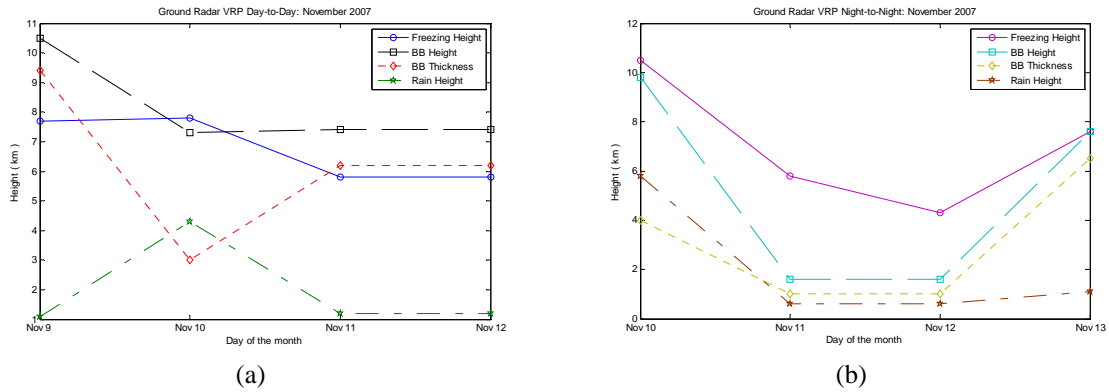 Ground Radar VRP Day-to-Day: November 2007
11
10
9
8
7
6
5
4
3
2
1
Height ( km )
Freezing Height
BB Height
BB Thickness
Rain Height
Nov 9
Nov 10
Nov 11
Nov 12
Day of the month
(a)
Ground Radar VRP Night-to-Night: November 2007
12
10
8
6
4
2
0
Height ( km )
Freezing Height
BB Height
BB Thickness
Rain Height
Nov 10
Nov 11
Nov 12
Nov 13
Day of the month
(b)